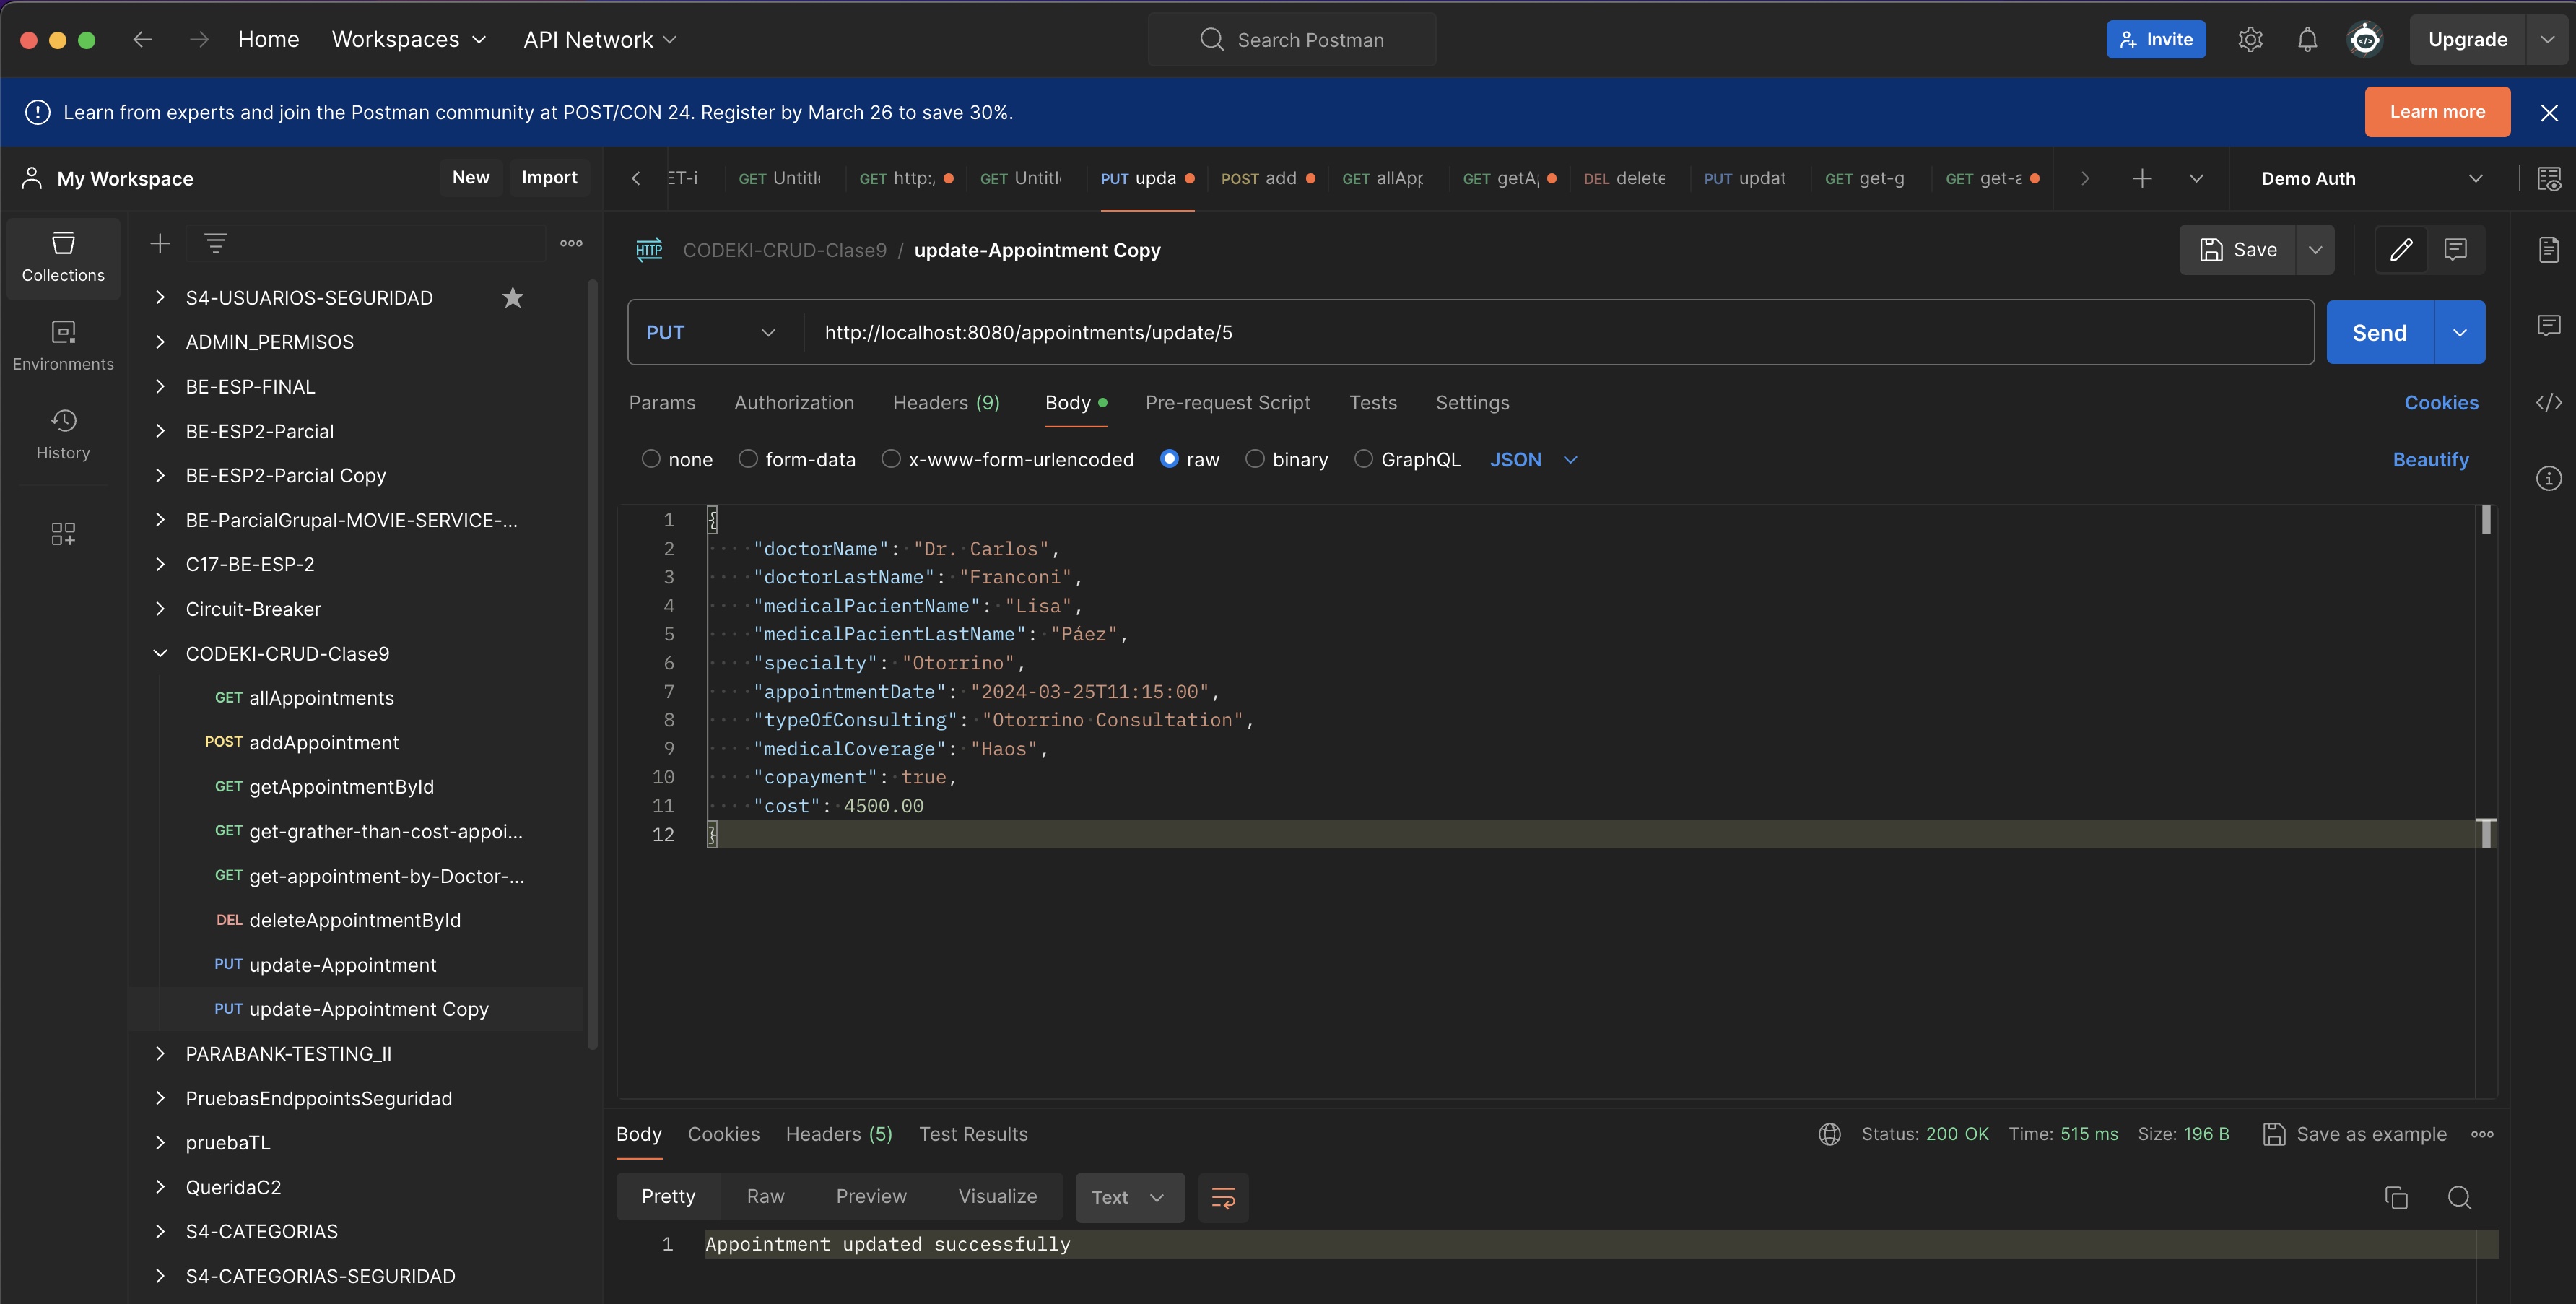 Home Workspaces API Network Search Postman Invite Upgrade
Learn from experts and join the Postman community at POST/CON 24. Register by March 26 to save 30%. Learn more
My Workspace New Import
ET-i GET Untitl GET http:, GET Untitl PUT upda POST add GET allApp GET getA DEL delete PUT updat GET get-g GET get-a Demo Auth
Collections
Environments
History
S4-USUARIOS-SEGURIDAD
ADMIN_PERMISOS
BE-ESP-FINAL
BE-ESP2-Parcial
BE-ESP2-Parcial Copy
BE-ParcialGrupal-MOVIE-SERVICE-...
C17-BE-ESP-2
Circuit-Breaker
CODEKI-CRUD-Clase9
GET allAppointments
POST addAppointment
GET getAppointmentById
GET get-grather-than-cost-appoi...
GET get-appointment-by-Doctor-...
DEL deleteAppointmentById
PUT update-Appointment
PUT update-Appointment Copy
PARABANK-TESTING_II
PruebasEndppointsSeguridad
pruebaTL
QueridaC2
S4-CATEGORIAS
S4-CATEGORIAS-SEGURIDAD
HTTP CODEKI-CRUD-Clase9 / update-Appointment Copy Save
PUT http://localhost:8080/appointments/update/5 Send
Params Authorization Headers (9) Body Pre-request Script Tests Settings Cookies
none form-data x-www-form-urlencoded raw binary GraphQL JSON Beautify
1 {
2 "doctorName": "Dr. Carlos",
3 "doctorLastName": "Franconi",
4 "medicalPacientName": "Lisa",
5 "medicalPacientLastName": "Páez",
6 "specialty": "Otorrino",
7 "appointmentDate": "2024-03-25T11:15:00",
8 "typeOfConsulting": "Otorrino Consultation",
9 "medicalCoverage": "Haos",
10 "copayment": true,
11 "cost": 4500.00
12 }
Body Cookies Headers (5) Test Results Status: 200 OK Time: 515 ms Size: 196 B Save as example
Pretty Raw Preview Visualize Text
1 Appointment updated successfully